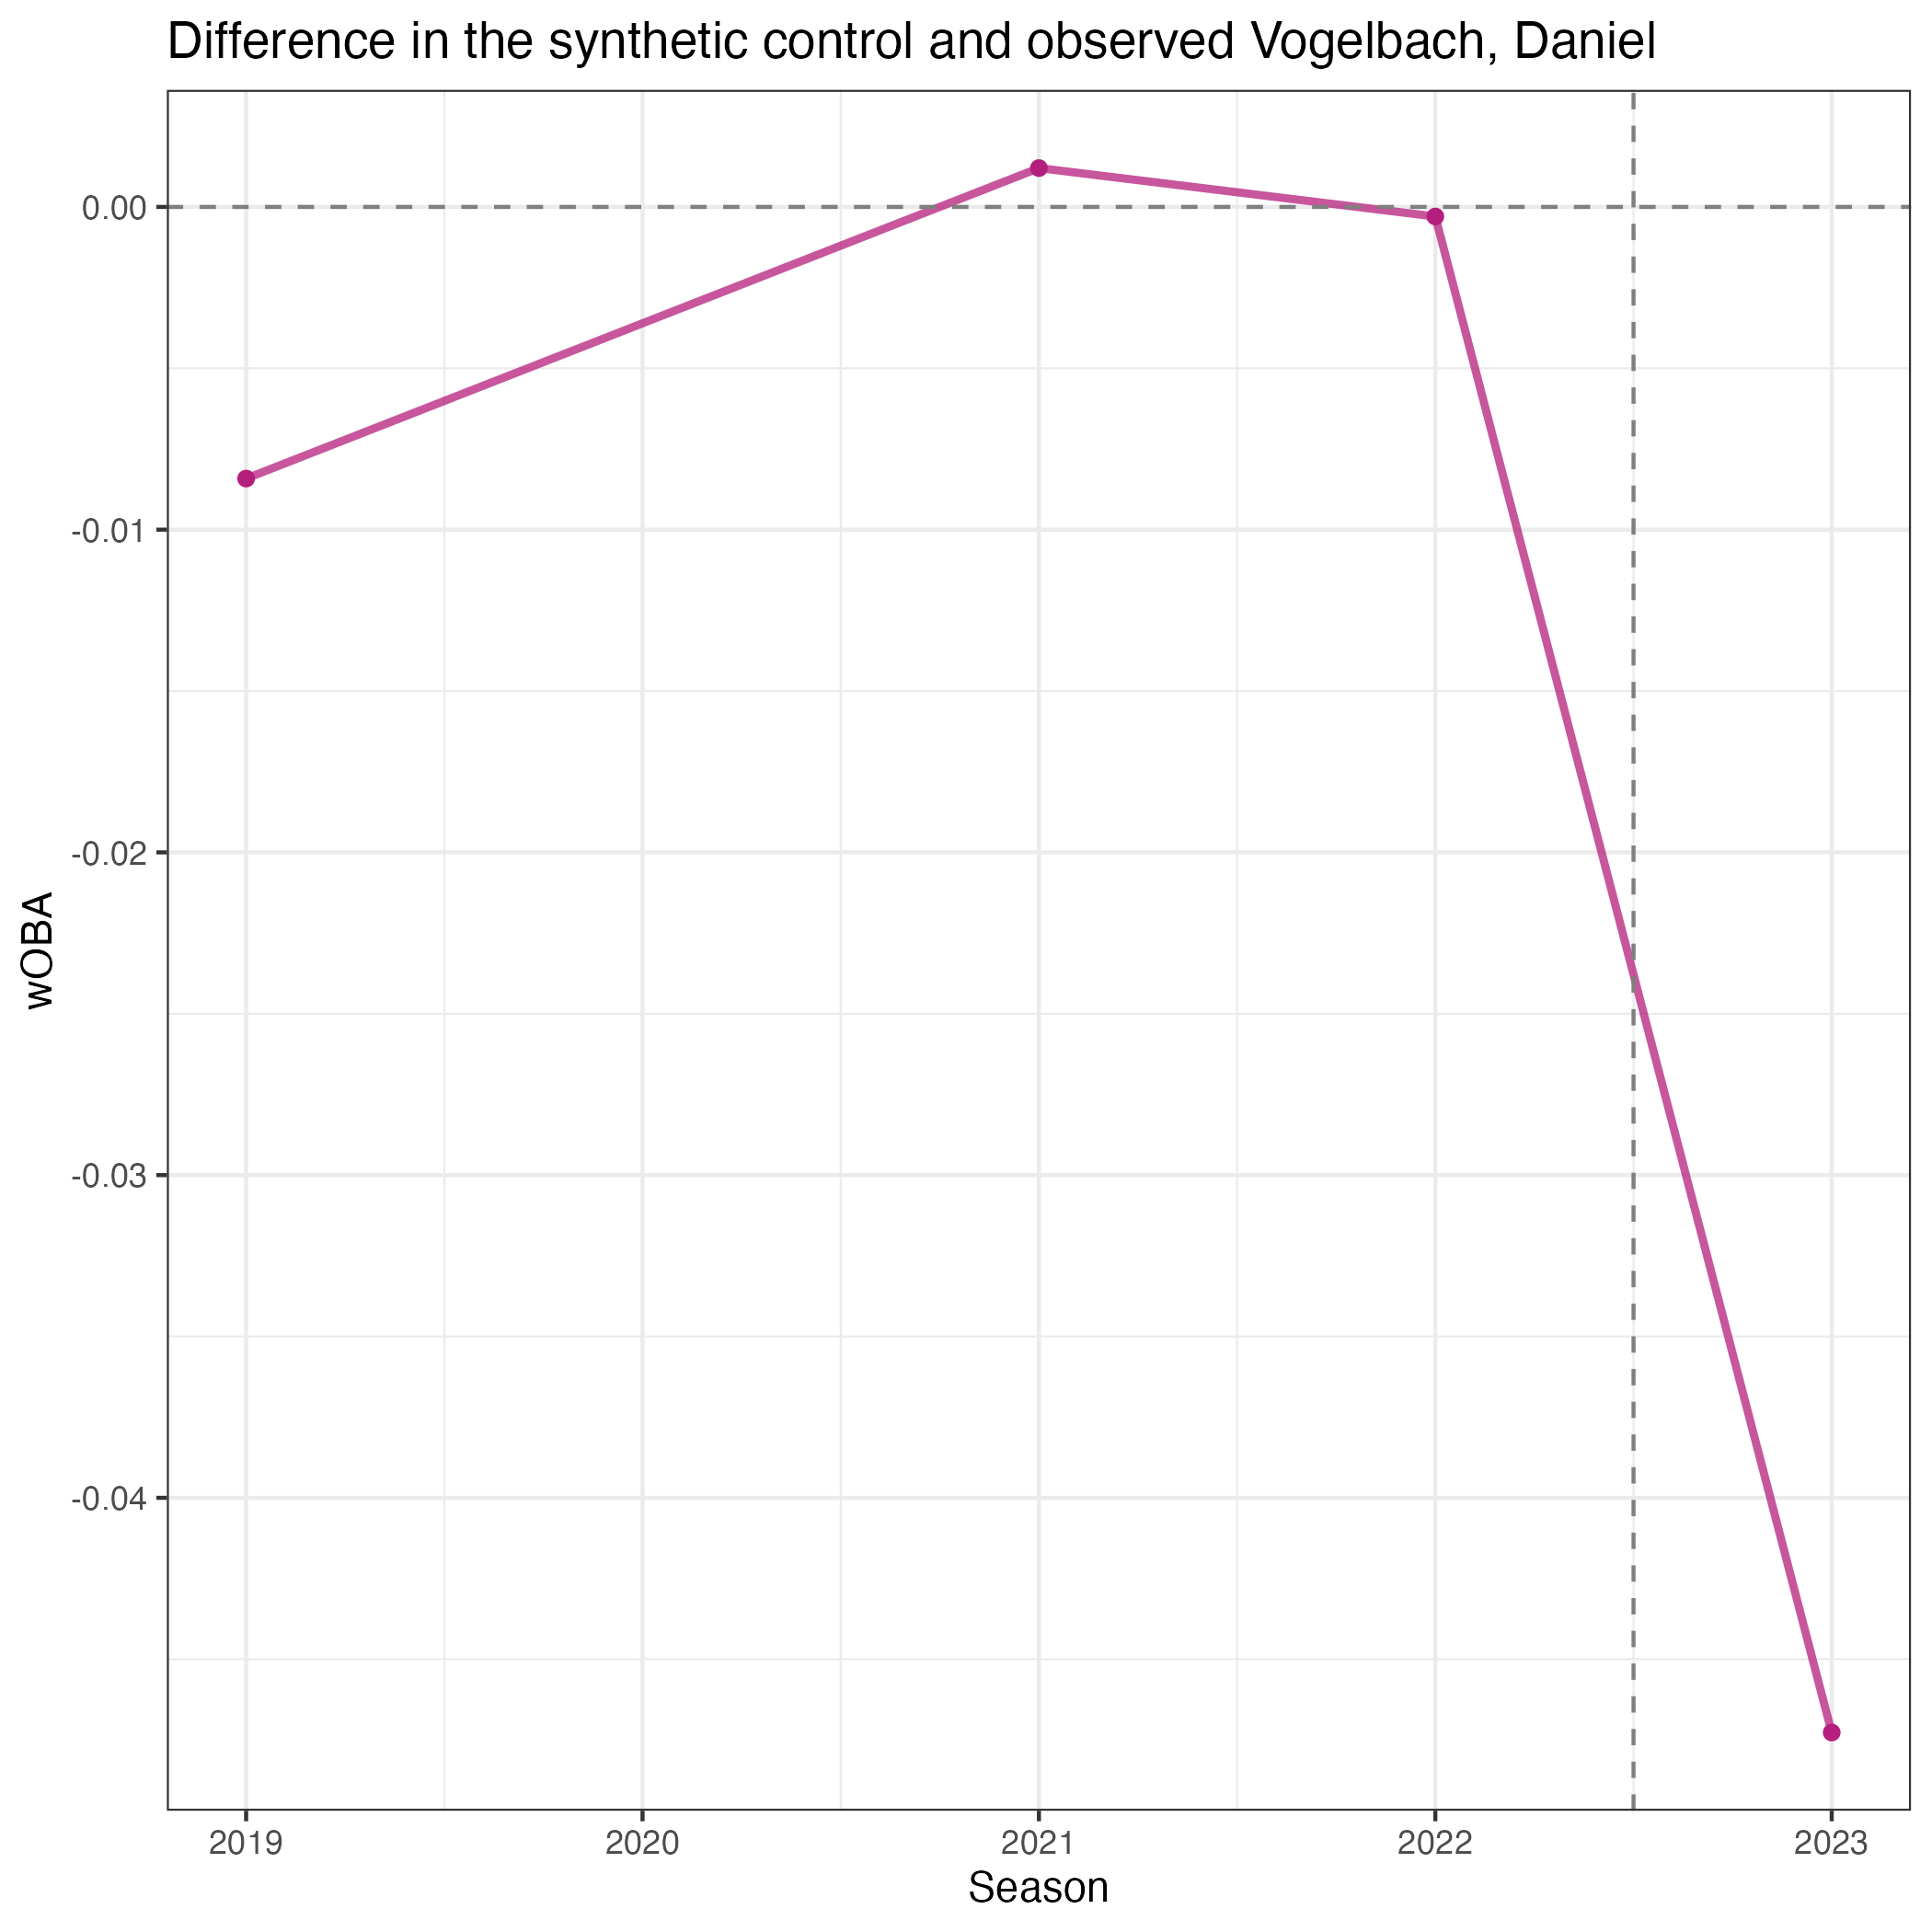 Difference in the synthetic control and observed Vogelbach, Daniel
0.00
-0.01
-0.02
-0.03
-0.04
wOBA
2019 2020 2021 2022 2023
Season